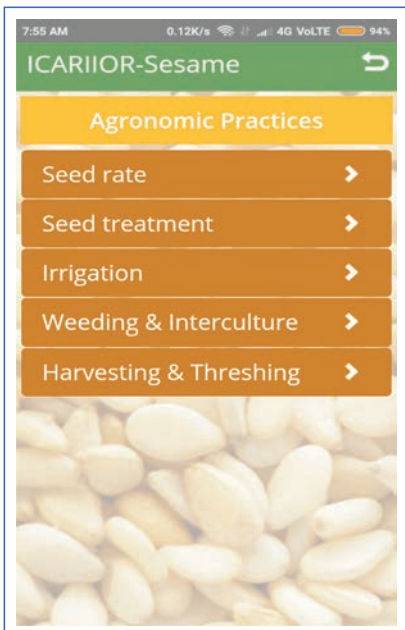 7:55 AM 0.12K/s 4G VoLTE 94%
ICARIIOR-Sesame
Agronomic Practices
Seed rate
Seed treatment
Irrigation
Weeding & Interculture
Harvesting & Threshing